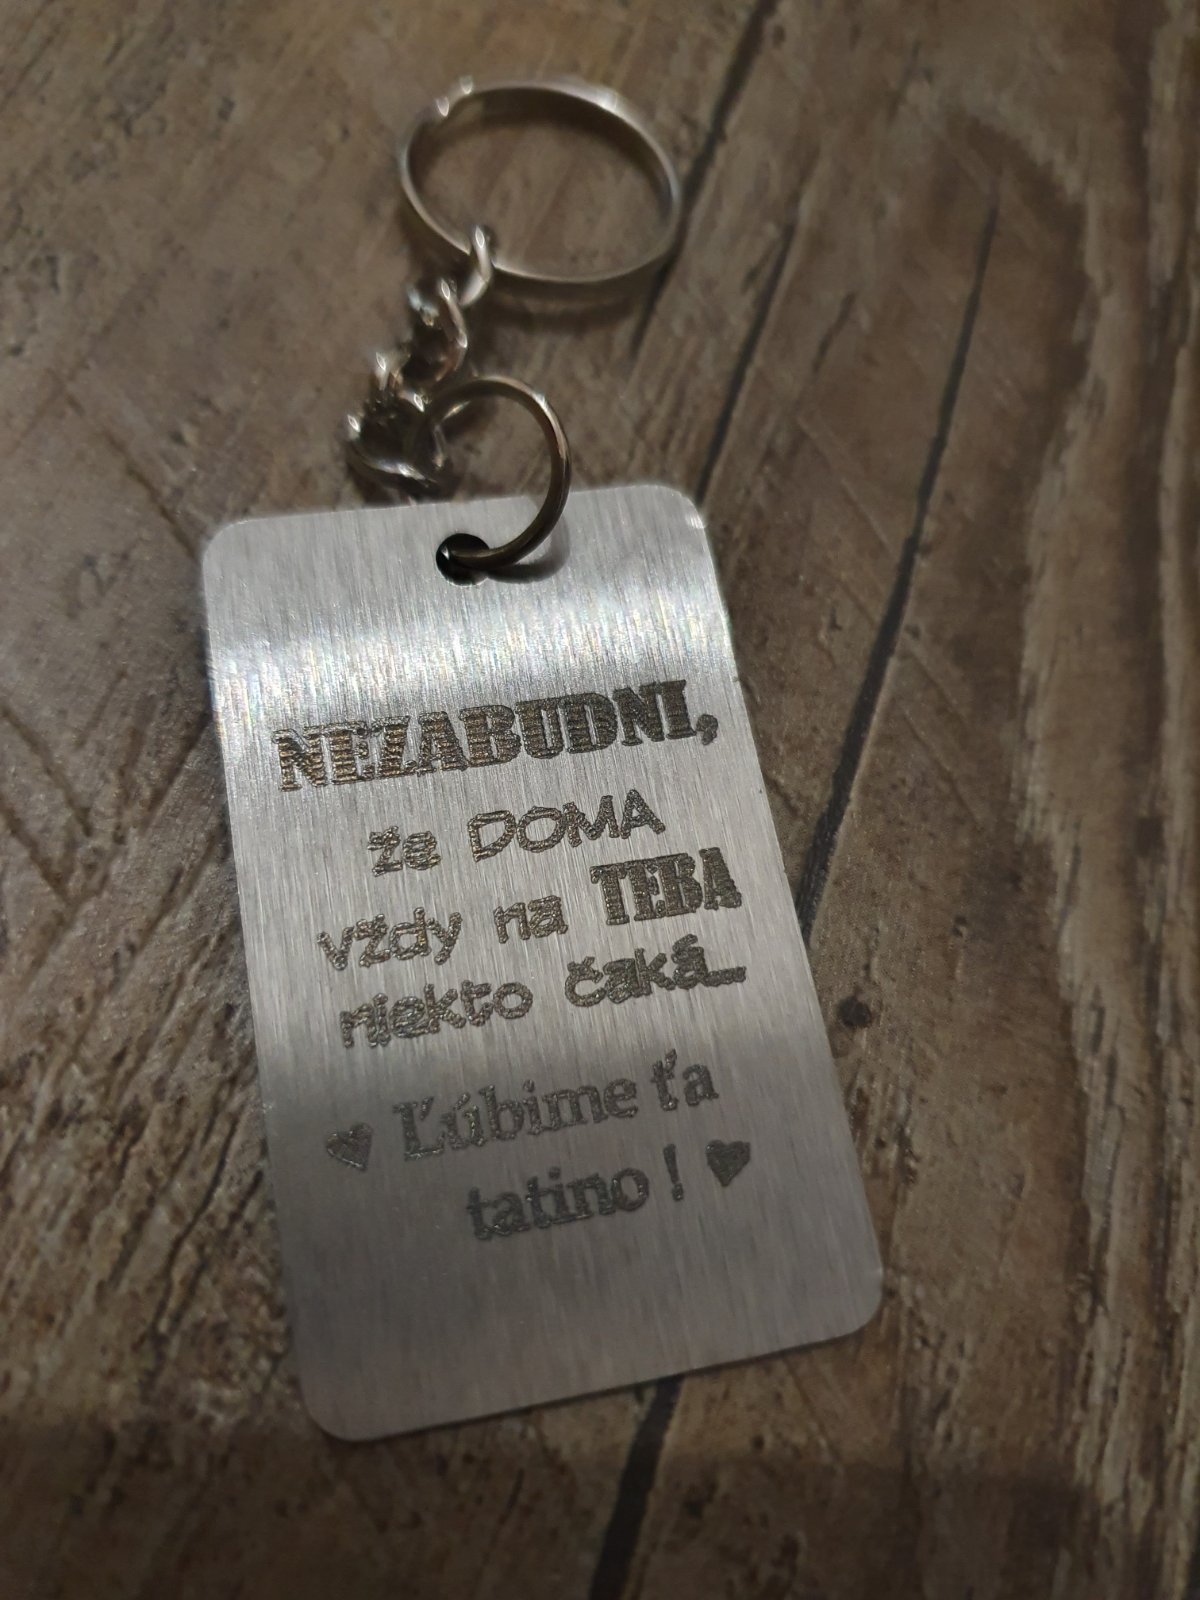 NEZABUDNI,
že DOMA
vždy na TEBA
niekto čaká...
♥ Ľúbime ťa
tatino! ♥